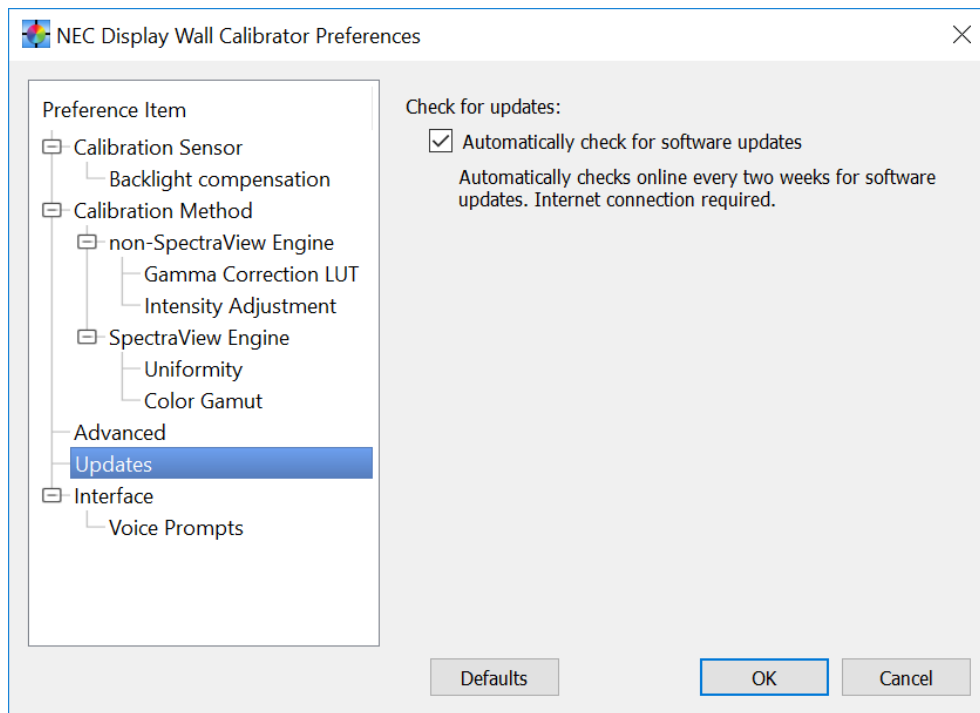 NEC Display Wall Calibrator Preferences
Preference Item
Calibration Sensor
Backlight compensation
Calibration Method
non-SpectraView Engine
Gamma Correction LUT
Intensity Adjustment
SpectraView Engine
Uniformity
Color Gamut
Advanced
Updates
Interface
Voice Prompts
Check for updates:
Automatically check for software updates
Automatically checks online every two weeks for software
updates. Internet connection required.
Defaults
OK
Cancel